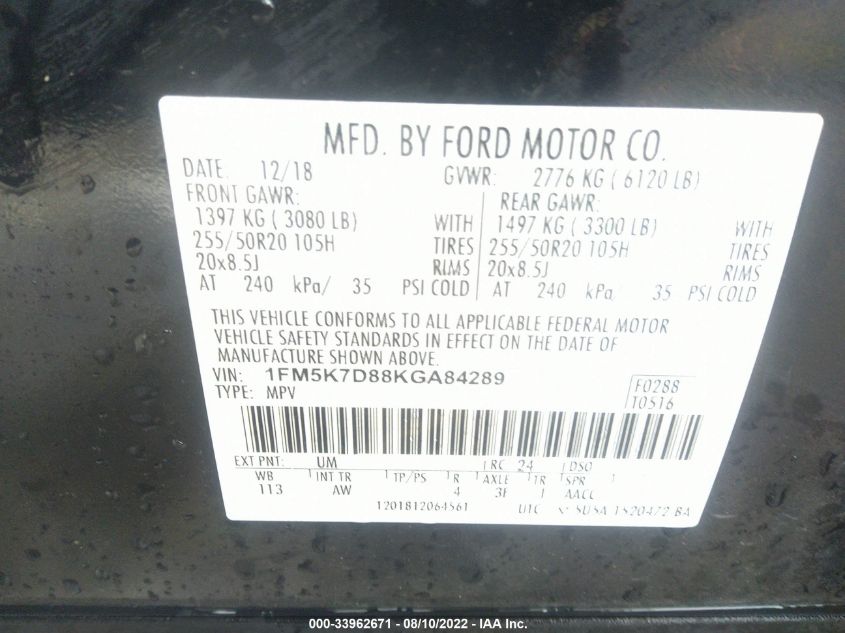 MFD. BY FORD MOTOR CO.
DATE: 12/18 GVWR: 2776 KG ( 6120 LB)
FRONT GAWR: REAR GAWR:
1397 KG ( 3080 LB) WITH 1497 KG ( 3300 LB) WITH
255/50R20 105H TIRES 255/50R20 105H TIRES
20x8.5J RIMS 20x8.5J RIMS
AT 240 kPa/ 35 PSI COLD AT 240 kPa/ 35 PSI COLD
THIS VEHICLE CONFORMS TO ALL APPLICABLE FEDERAL MOTOR
VEHICLE SAFETY STANDARDS IN EFFECT ON THE DATE OF
MANUFACTURE SHOWN ABOVE.
VIN: 1FM5K7D88KGA84289
TYPE: MPV
F0288
T0516
EXT PNT: UM RC: 24 DSO
WB INT TR TP/PS R AXLE TR SPR
113 AW 4 3F 1 AACC
1201812064561 UTC
000-33962671 - 08/10/2022 - IAA Inc.